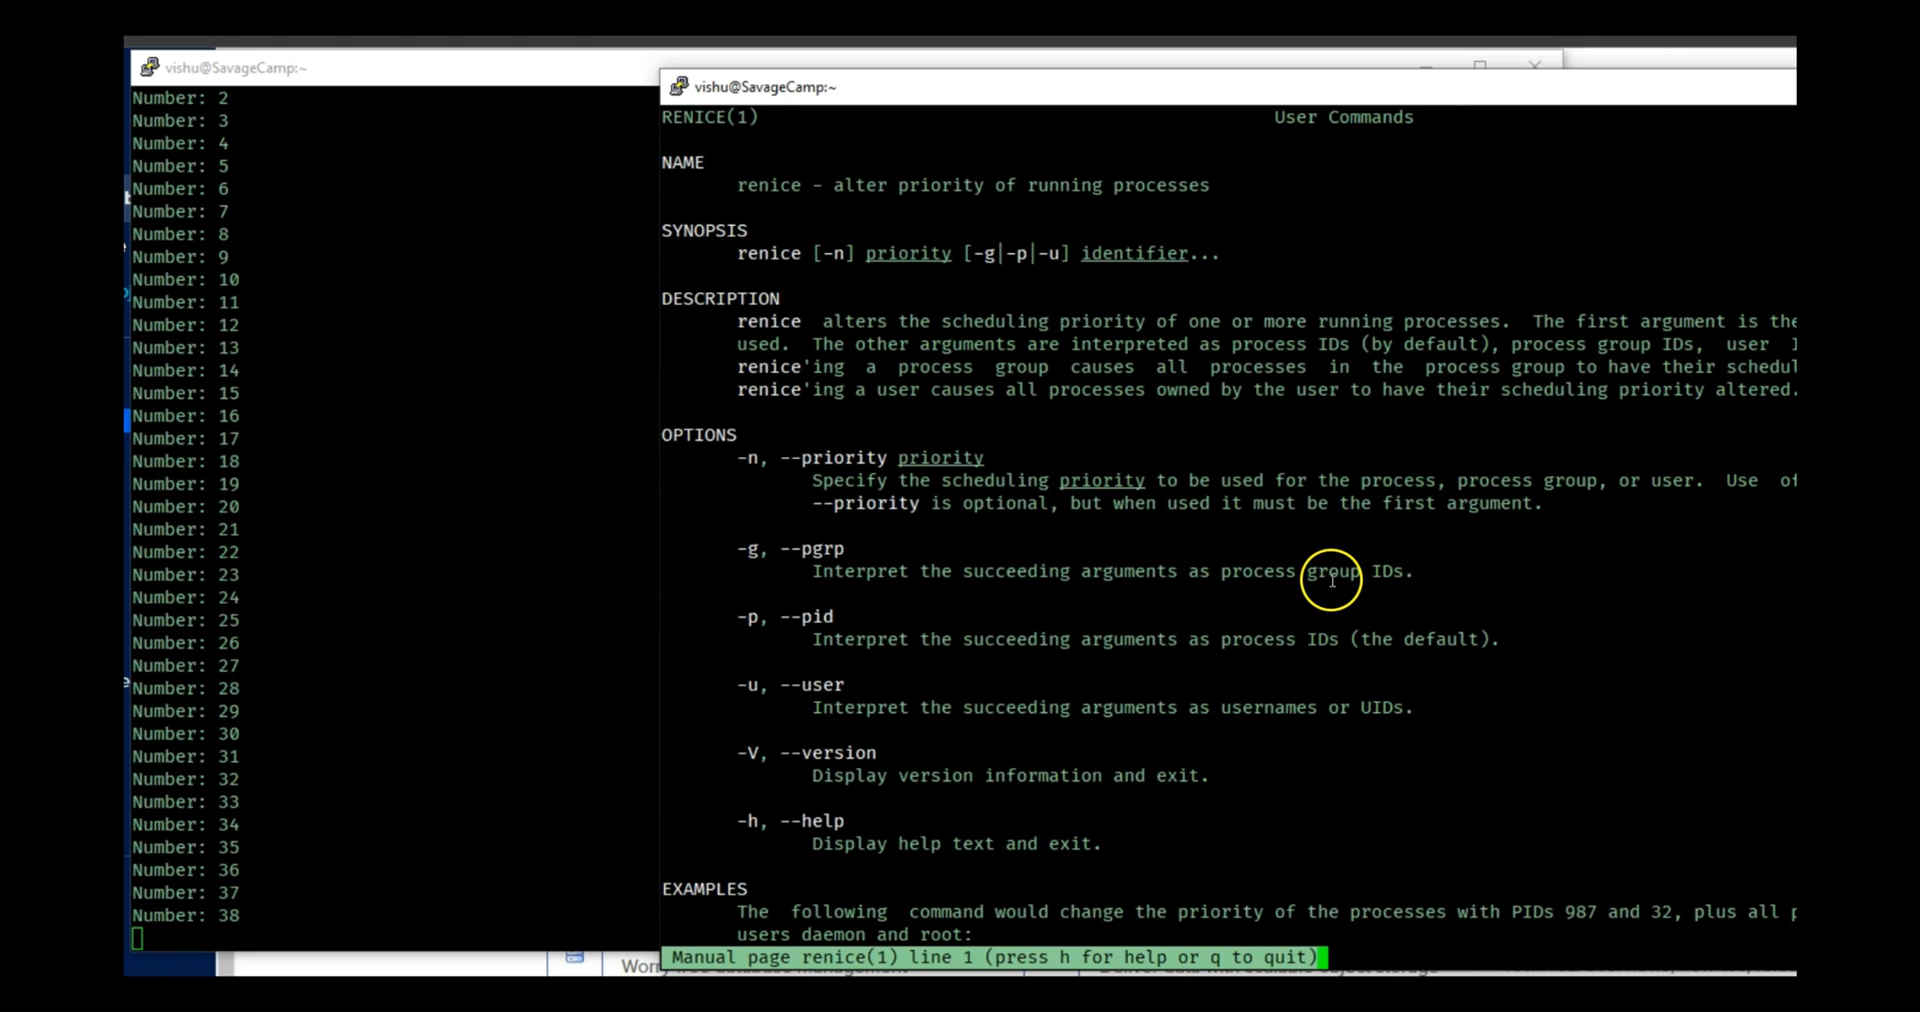 vishu@SavageCamp:~
Number: 2
Number: 3
Number: 4
Number: 5
Number: 6
Number: 7
Number: 8
Number: 9
Number: 10
Number: 11
Number: 12
Number: 13
Number: 14
Number: 15
Number: 16
Number: 17
Number: 18
Number: 19
Number: 20
Number: 21
Number: 22
Number: 23
Number: 24
Number: 25
Number: 26
Number: 27
Number: 28
Number: 29
Number: 30
Number: 31
Number: 32
Number: 33
Number: 34
Number: 35
Number: 36
Number: 37
Number: 38
vishu@SavageCamp:~
RENICE(1) User Commands
NAME
renice - alter priority of running processes
SYNOPSIS
renice [-n] priority [-g|-p|-u] identifier...
DESCRIPTION
renice alters the scheduling priority of one or more running processes. The first argument is the
used. The other arguments are interpreted as process IDs (by default), process group IDs, user
renice'ing a process group causes all processes in the process group to have their
renice'ing a user causes all processes owned by the user to have their scheduling priority altered.
OPTIONS
-n, --priority priority
Specify the scheduling priority to be used for the process, process group, or user. Use of
--priority is optional, but when used it must be the first argument.
-g, --pgrp
Interpret the succeeding arguments as process group IDs.
-p, --pid
Interpret the succeeding arguments as process IDs (the default).
-u, --user
Interpret the succeeding arguments as usernames or UIDs.
-V, --version
Display version information and exit.
-h, --help
Display help text and exit.
EXAMPLES
The following command would change the priority of the processes with PIDs 987 and 32, plus all
users daemon and root:
Manual page renice(1) line 1 (press h for help or q to quit)